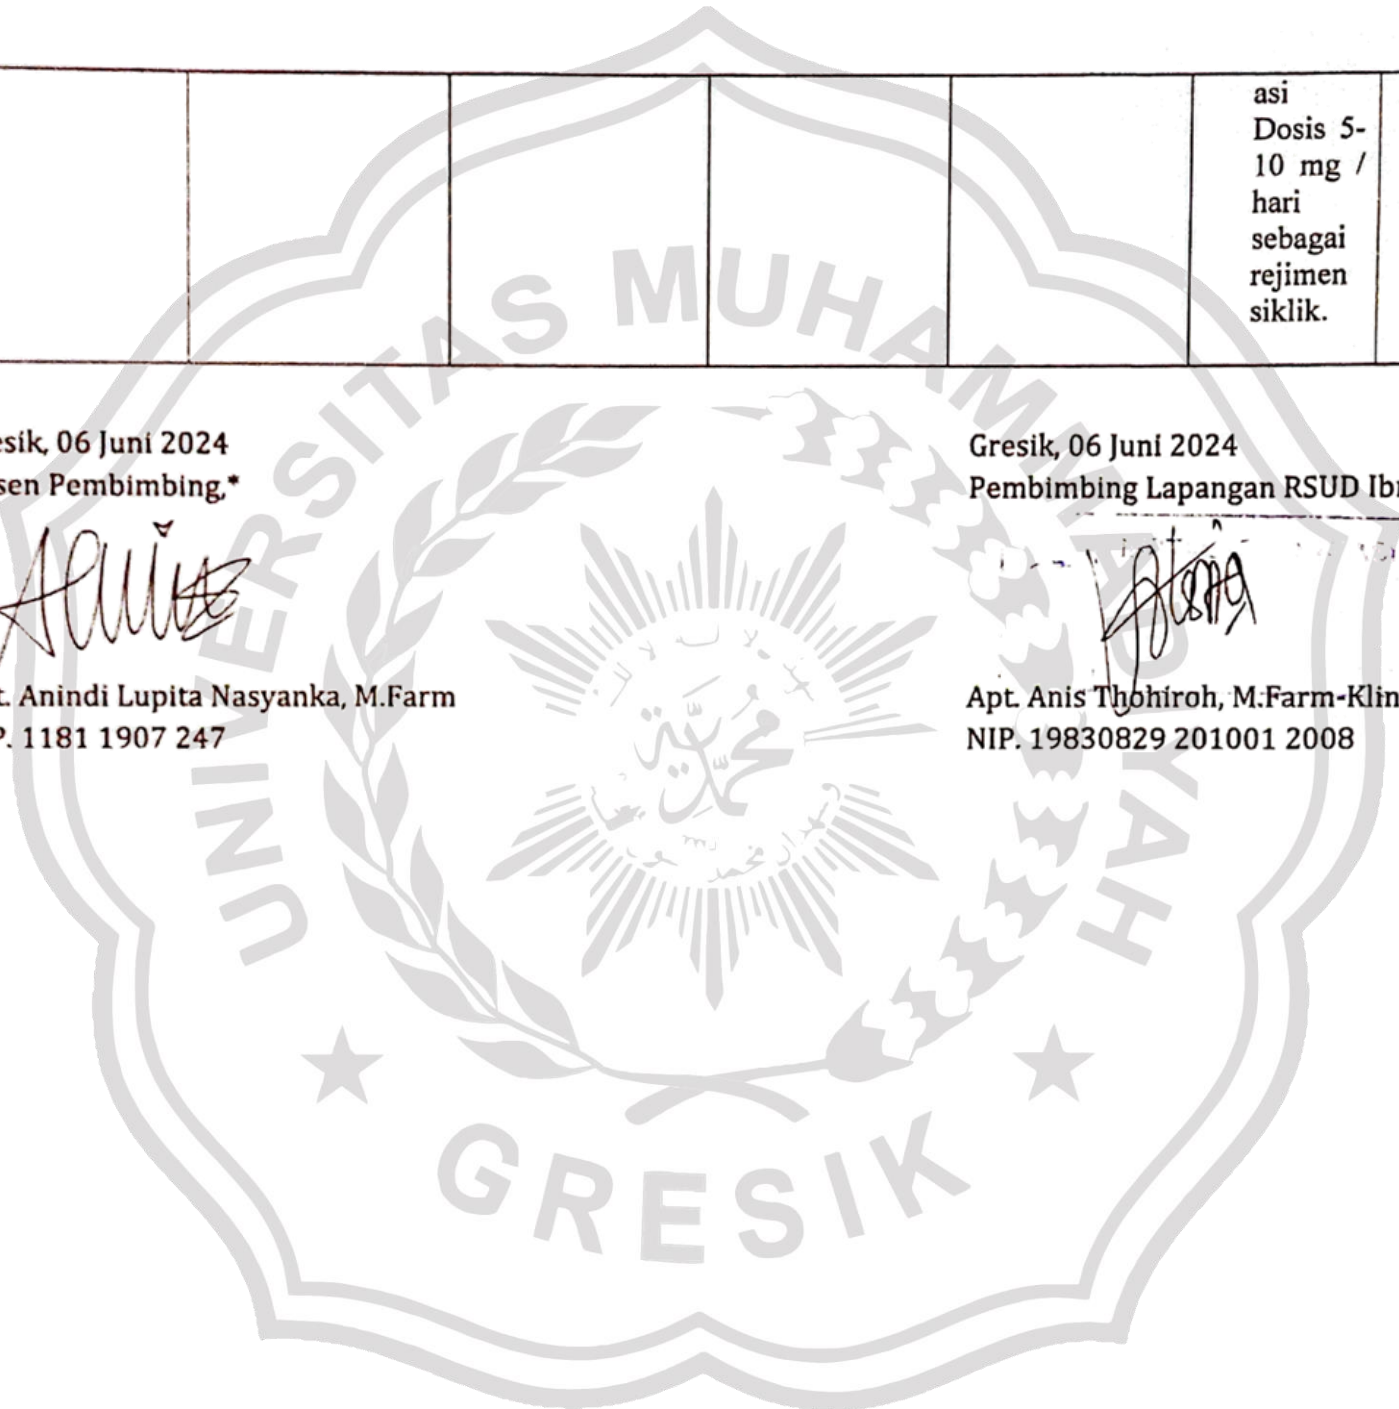 asi
Dosis 5-
10 mg /
hari
sebagai
rejimen
siklik.
esik, 06 Juni 2024
sen Pembimbing,*
t. Anindi Lupita Nasyanka, M.Farm
P. 1181 1907 247
Gresik, 06 Juni 2024
Pembimbing Lapangan RSUD Ib
Apt. Anis Thohiroh, M.Farm-Klin
NIP. 19830829 201001 2008
UNIVERSITAS MUHAMMADIYAH
GRESIK
محمدية